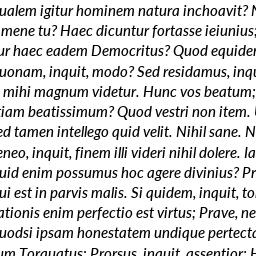 ualem igitur hominem natura inchoavit? N
mene tu? Haec dicuntur fortasse ieiunius;
ur haec eadem Democritus? Quod equidem
uonam, inquit, modo? Sed residamus, inqu
mihi magnum videtur. Hunc vos beatum;
tiam beatissimum? Quod vestri non item.
ed tamen intellego quid velit. Nihil sane. N
eneo, inquit, finem illi videri nihil dolere. Ia
uid enim possumus hoc agere divinius? Pr
ui est in parvis malis. Si quidem, inquit, to
ationis enim perfectio est virtus; Prave, ne
uodsi ipsam honestatem undique pertecta
um Torquatus; Prorsus, inquit, assentior;